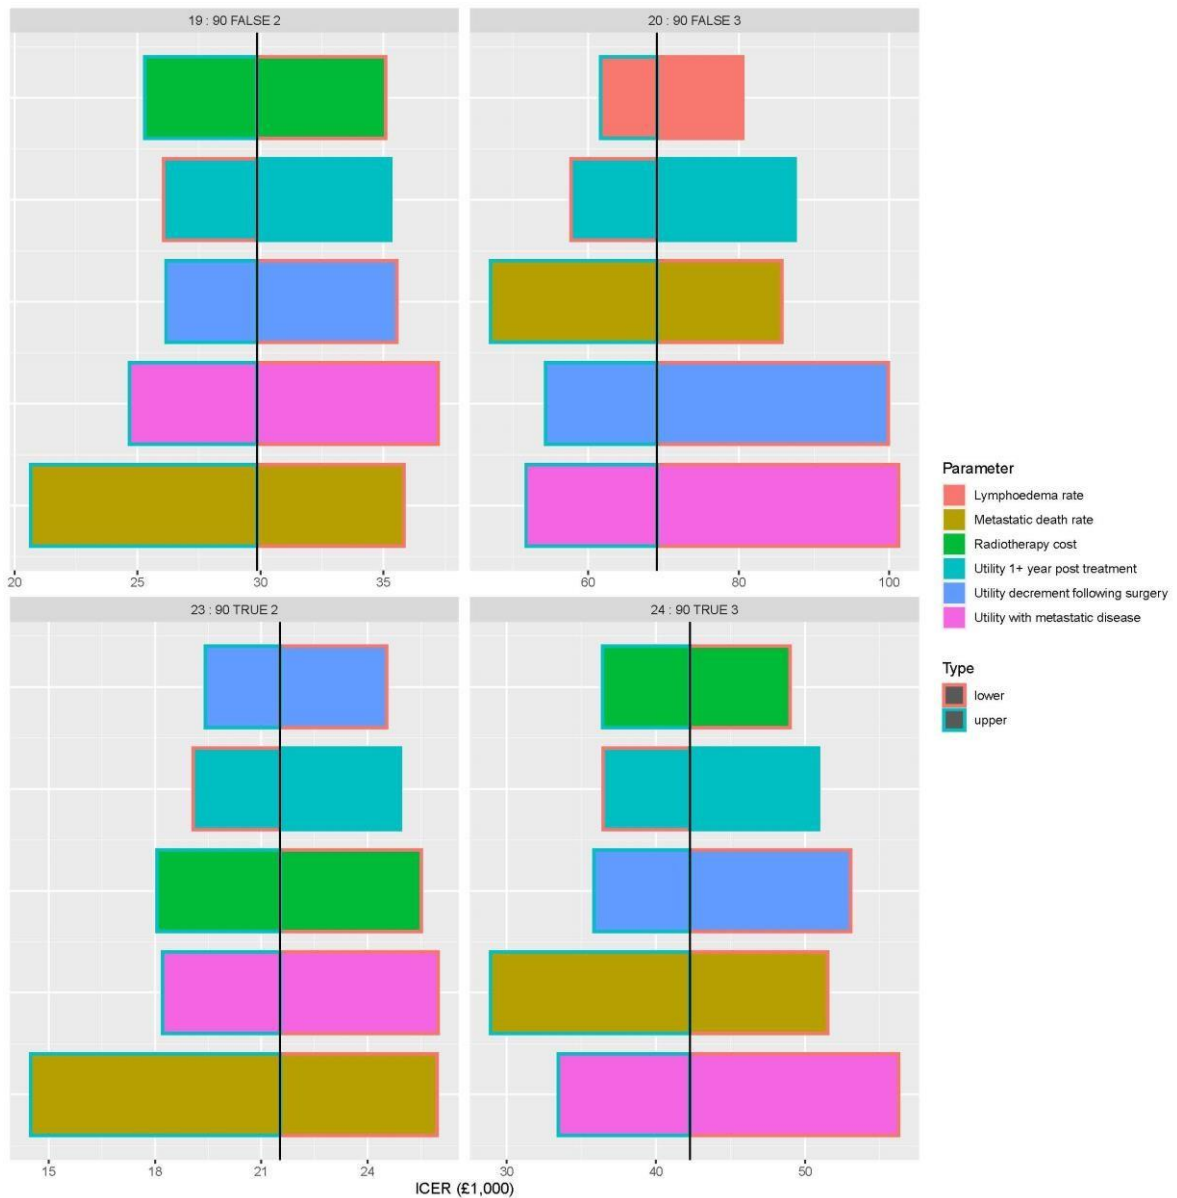 19 : 90 FALSE 2
20 : 90 FALSE 3
20 25 30 35
60 80 100
23 : 90 TRUE 2
24 : 90 TRUE 3
15 18 21 24
30 40 50
ICER (£1,000)
Parameter
Lymphoedema rate
Metastatic death rate
Radiotherapy cost
Utility 1+ year post treatment
Utility decrement following surgery
Utility with metastatic disease
Type
lower
upper